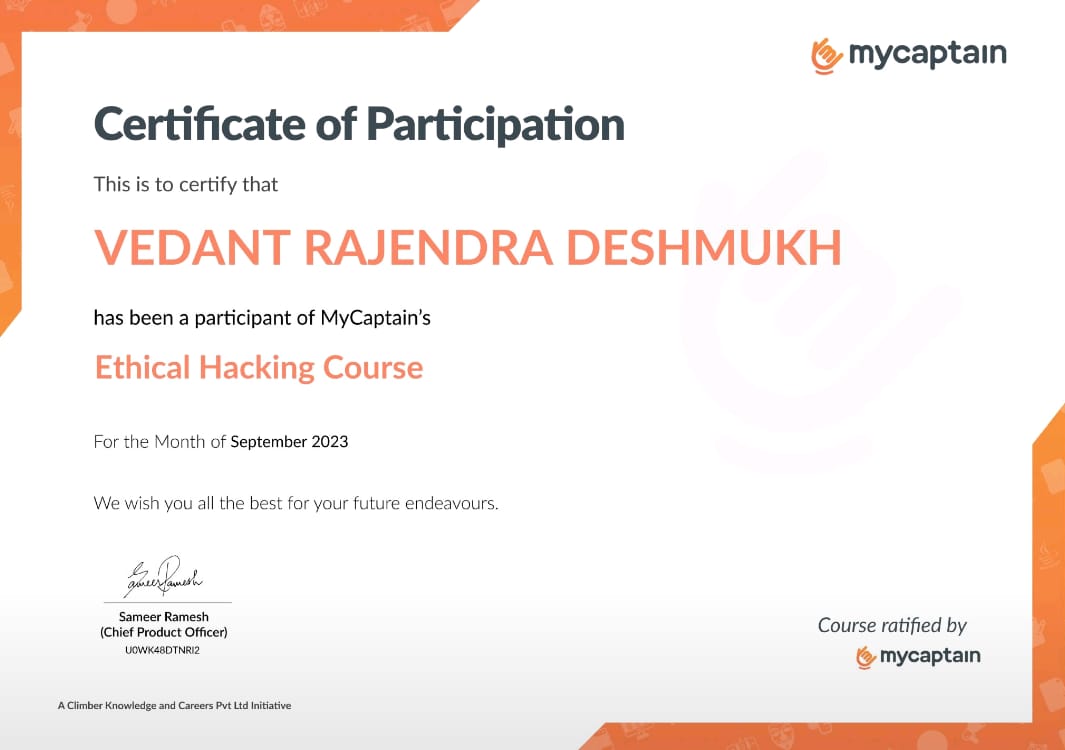 mycaptain
Certificate of Participation
This is to certify that
VEDANT RAJENDRA DESHMUKH
has been a participant of MyCaptain’s
Ethical Hacking Course
For the Month of September 2023
We wish you all the best for your future endeavours.
Sameer Ramesh
Sameer Ramesh
(Chief Product Officer)
U0WK48DTNRI2
Course ratified by
mycaptain
A Climber Knowledge and Careers Pvt Ltd Initiative